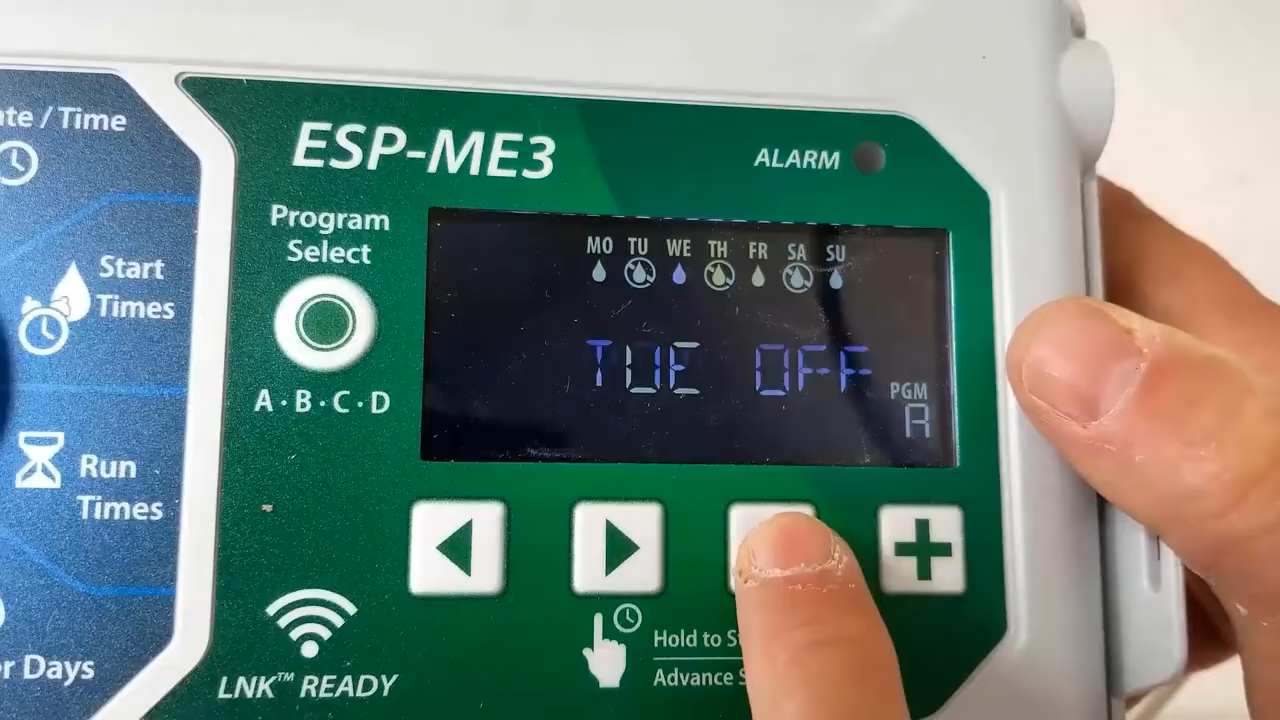 ate / Time
Start
Times
Run
Times
r Days
ESP-ME3
ALARM
Program
Select
A·B·C·D
MO TU WE TH FR SA SU
TUE OFF
PGM
A
Hold to
Advance
LNK™ READY